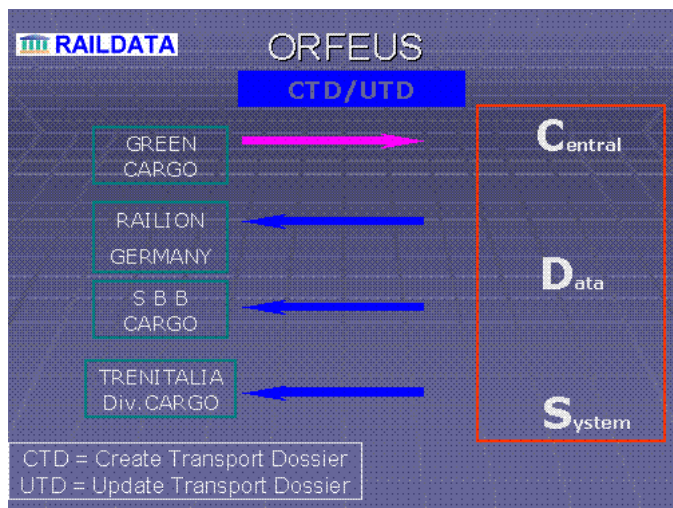 RAILDATA
ORFEUS
CTD/UTD
GREEN
CARGO
Central
RAILION
GERMANY
Data
S B B
CARGO
TRENITALIA
Div.CARGO
System
CTD = Create Transport Dossier
UTD = Update Transport Dossier